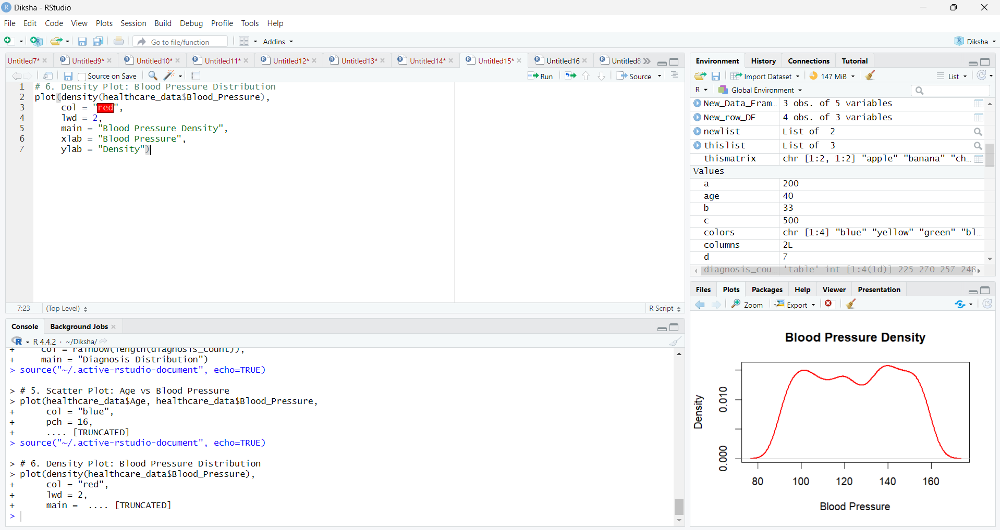 Diksha - RStudio
File Edit Code View Plots Session Build Debug Profile Tools Help
Go to file/function Addins Diksha
Untitled7* Untitled9* Untitled10* Untitled11* Untitled12* Untitled13* Untitled14* Untitled15* Untitled16 Untitled8
Source on Save Run Source
1 # 6. Density Plot: Blood Pressure Distribution
2 plot(density(healthcare_data$Blood_Pressure),
3 col = "red",
4 lwd = 2,
5 main = "Blood Pressure Density",
6 xlab = "Blood Pressure",
7 ylab = "Density")
7:23 (Top Level) R Script
Console Background Jobs
R 4.4.2 · ~/Diksha/
+ col = rainbow(length(diagnosis_count)),
+ main = "Diagnosis Distribution")
> source("~/.active-rstudio-document", echo=TRUE)
> # 5. Scatter Plot: Age vs Blood Pressure
> plot(healthcare_data$Age, healthcare_data$Blood_Pressure,
+ col = "blue",
+ pch = 16,
+ .... [TRUNCATED]
> source("~/.active-rstudio-document", echo=TRUE)
> # 6. Density Plot: Blood Pressure Distribution
> plot(density(healthcare_data$Blood_Pressure),
+ col = "red",
+ lwd = 2,
+ main = .... [TRUNCATED]
>
Environment History Connections Tutorial
Import Dataset 147 MiB List
R Global Environment
New_Data_Fram... 3 obs. of 5 variables
New_row_DF 4 obs. of 3 variables
newlist List of 2
thislist List of 3
thismatrix chr [1:2, 1:2] "apple" "banana" "ch...
Values
a 200
age 40
b 33
c 500
colors chr [1:4] "blue" "yellow" "green" "bl...
columns 2L
d 7
diagnosis_cou... 'table' int [1:4(1d)] 225 270 257 248
Files Plots Packages Help Viewer Presentation
Zoom Export
Blood Pressure Density
Density
0.010
0.000
80 100 120 140 160
Blood Pressure